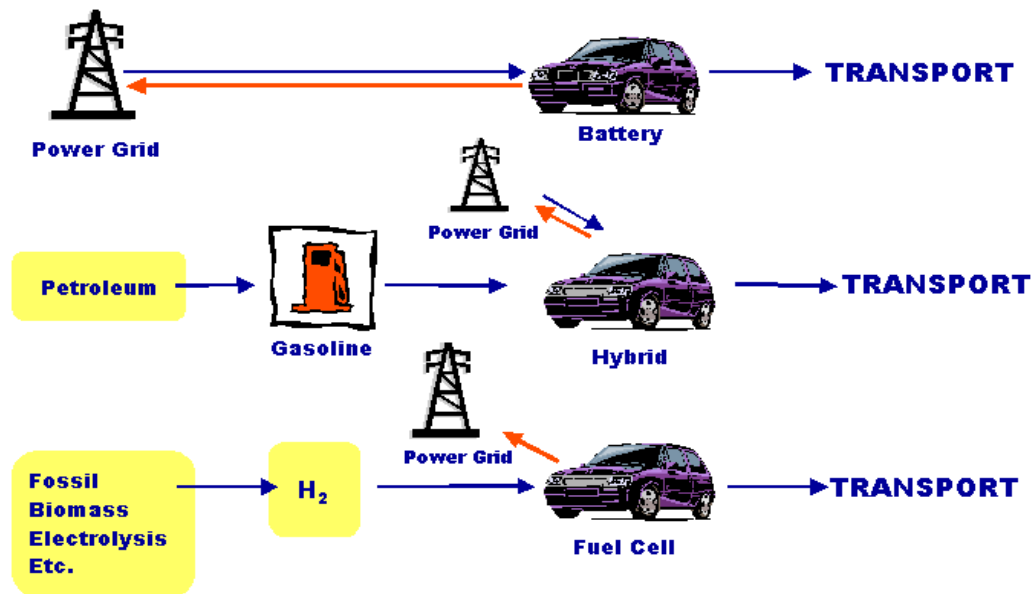 TRANSPORT
Battery
Power Grid
Power Grid
Petroleum
TRANSPORT
Gasoline
Hybrid
Power Grid
Fossil
Biomass
Electrolysis
Etc.
H₂
TRANSPORT
Fuel Cell